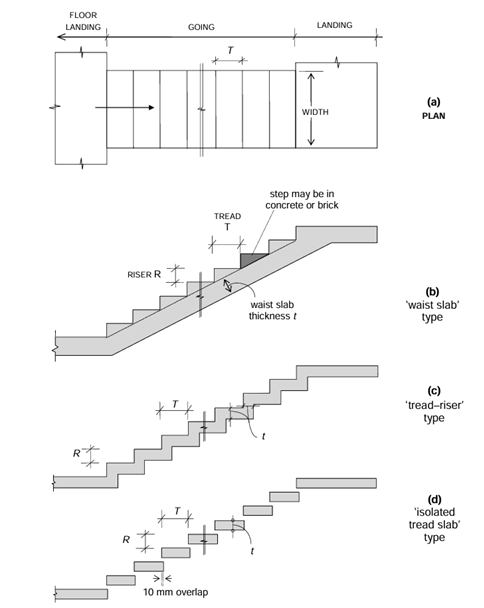 FLOOR
LANDING
GOING
LANDING
T
WIDTH
(a)
PLAN
step may be in
concrete or brick
TREAD
T
RISER R
waist slab
thickness t
(b)
'waist slab'
type
T
R
t
(c)
'tread–riser'
type
T
R
t
10 mm overlap
(d)
'isolated
tread slab'
type